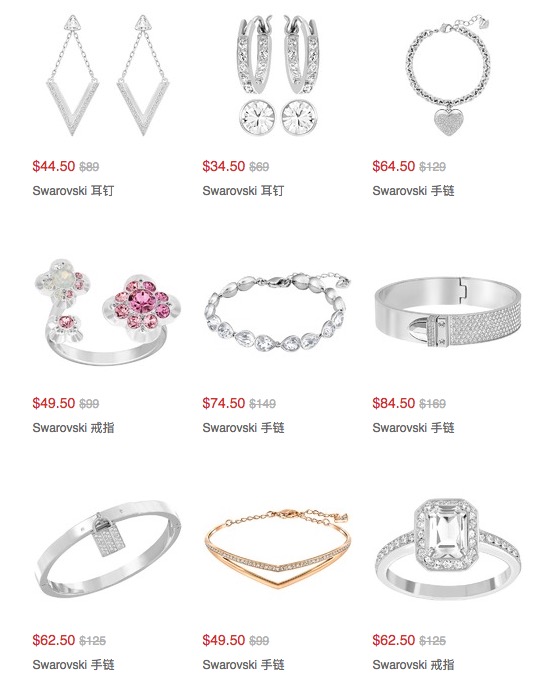 $44.50 $89
Swarovski 耳钉
$34.50 $69
Swarovski 耳钉
$64.50 $129
Swarovski 手链
$49.50 $99
Swarovski 戒指
$74.50 $149
Swarovski 手链
$84.50 $169
Swarovski 手链
$62.50 $125
Swarovski 手链
$49.50 $99
Swarovski 手链
$62.50 $125
Swarovski 戒指